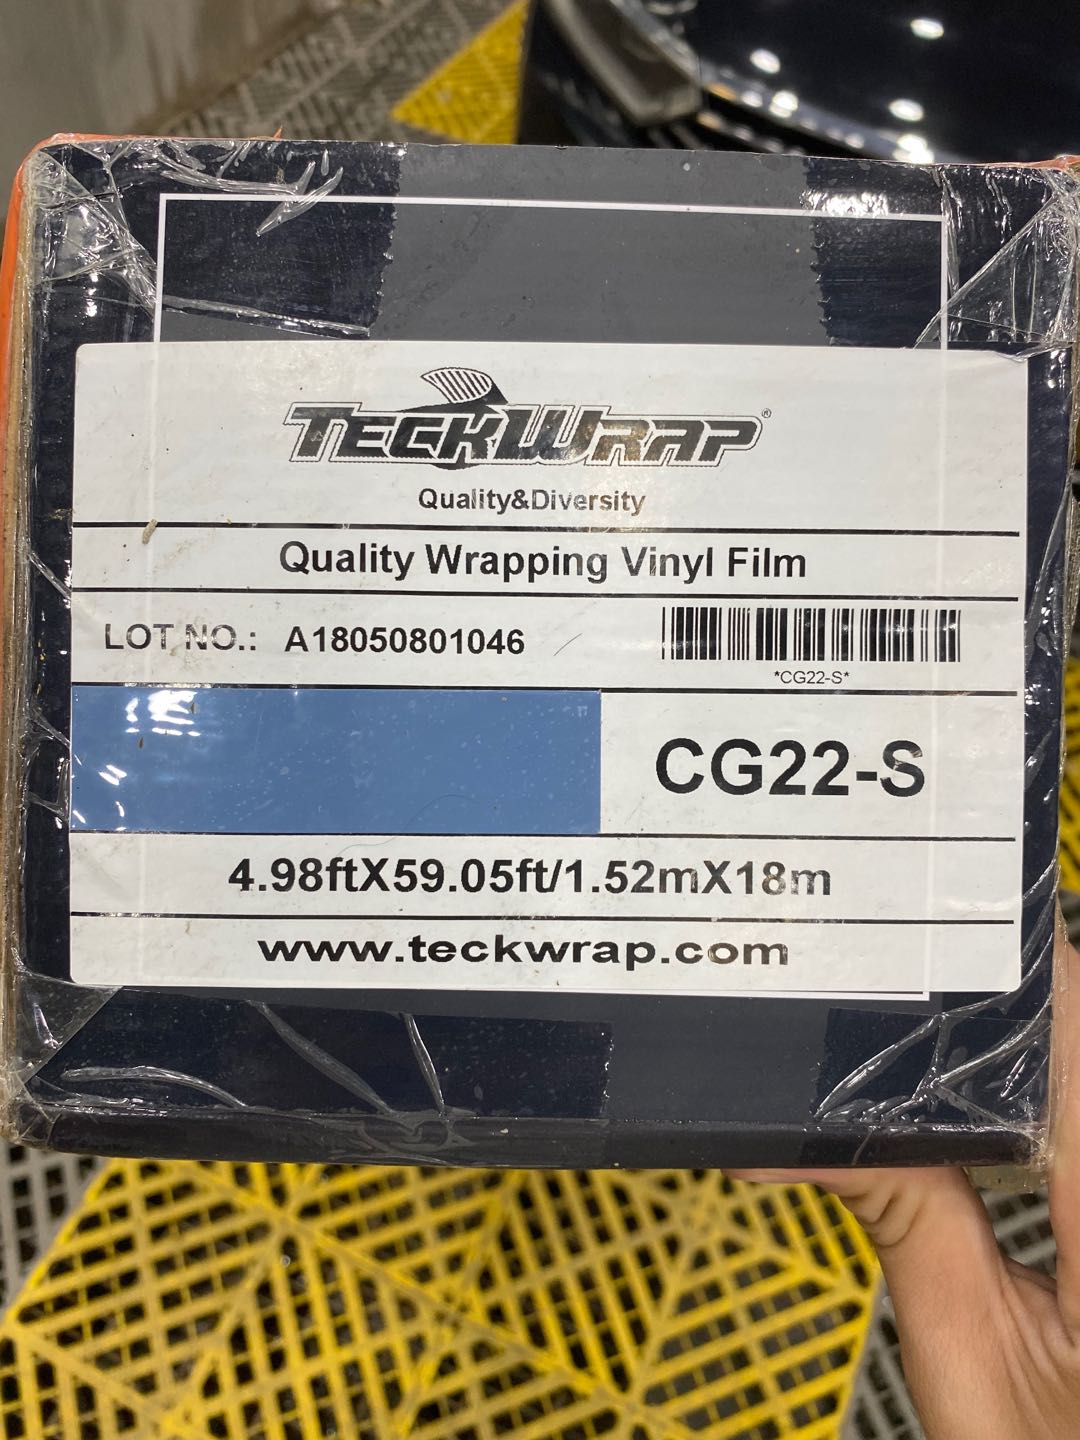 TECKWRAP®
Quality&Diversity
Quality Wrapping Vinyl Film
LOT NO.: A18050801046
*CG22-S*
CG22-S
4.98ftX59.05ft/1.52mX18m
www.teckwrap.com